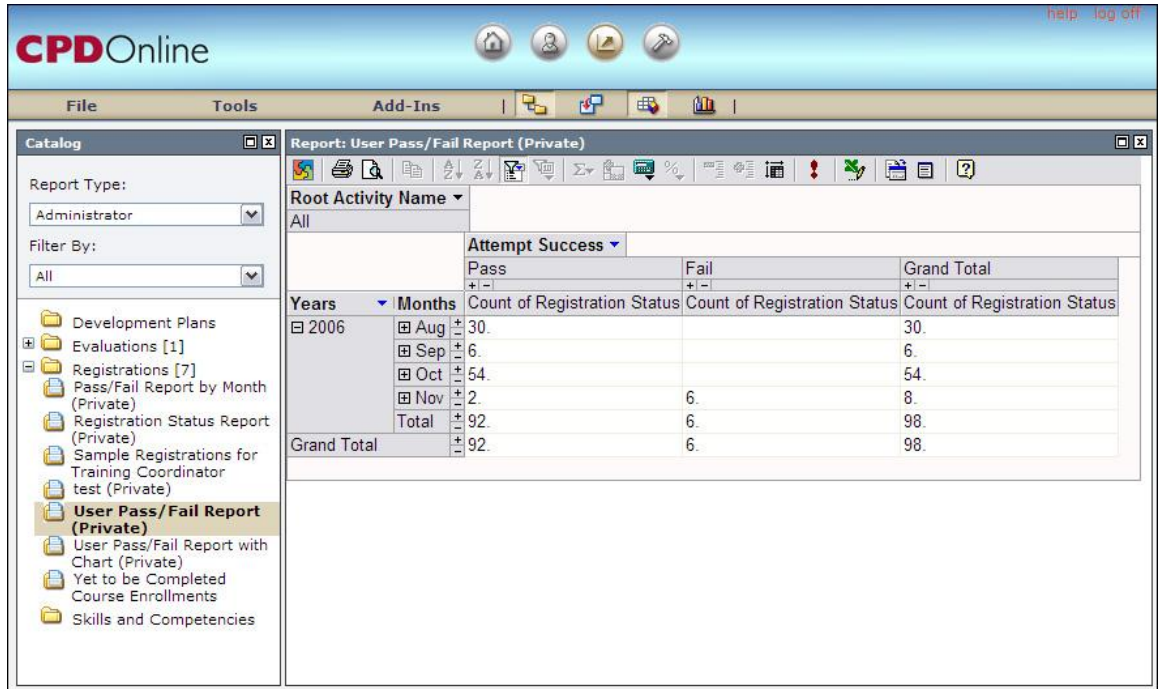 help log off
CPDOnline
File Tools Add-Ins
Catalog
Report Type:
Administrator
Filter By:
All
Development Plans
Evaluations [1]
Registrations [7]
Pass/Fail Report by Month
(Private)
Registration Status Report
(Private)
Sample Registrations for
Training Coordinator
test (Private)
User Pass/Fail Report
(Private)
User Pass/Fail Report with
Chart (Private)
Yet to be Completed
Course Enrollments
Skills and Competencies
Report: User Pass/Fail Report (Private)
Root Activity Name
All
Attempt Success
Pass Fail Grand Total
Years Months Count of Registration Status Count of Registration Status Count of Registration Status
2006 Aug 30. 30.
Sep 6. 6.
Oct 54. 54.
Nov 2. 6. 8.
Total 92. 6. 98.
Grand Total 92. 6. 98.